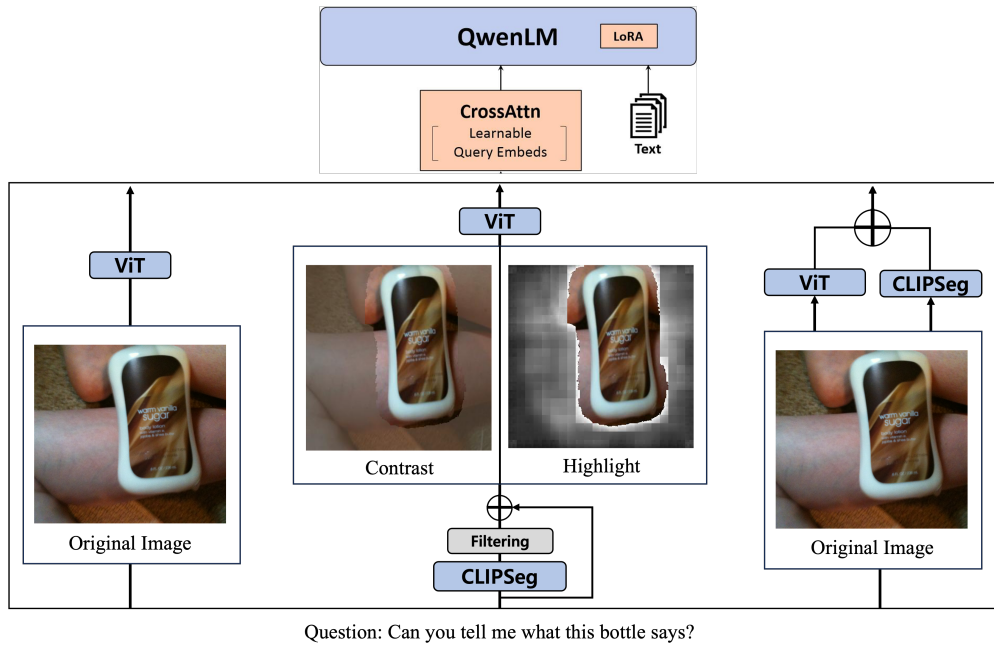 QwenLM
LoRA
CrossAttn
Learnable
Query Embeds
Text
ViT
ViT
ViT
CLIPSeg
warm vanilla
sugar
Original Image
warm vanilla
sugar
Contrast
warm vanilla
sugar
Highlight
warm vanilla
sugar
Original Image
Filtering
CLIPSeg
Question: Can you tell me what this bottle says?